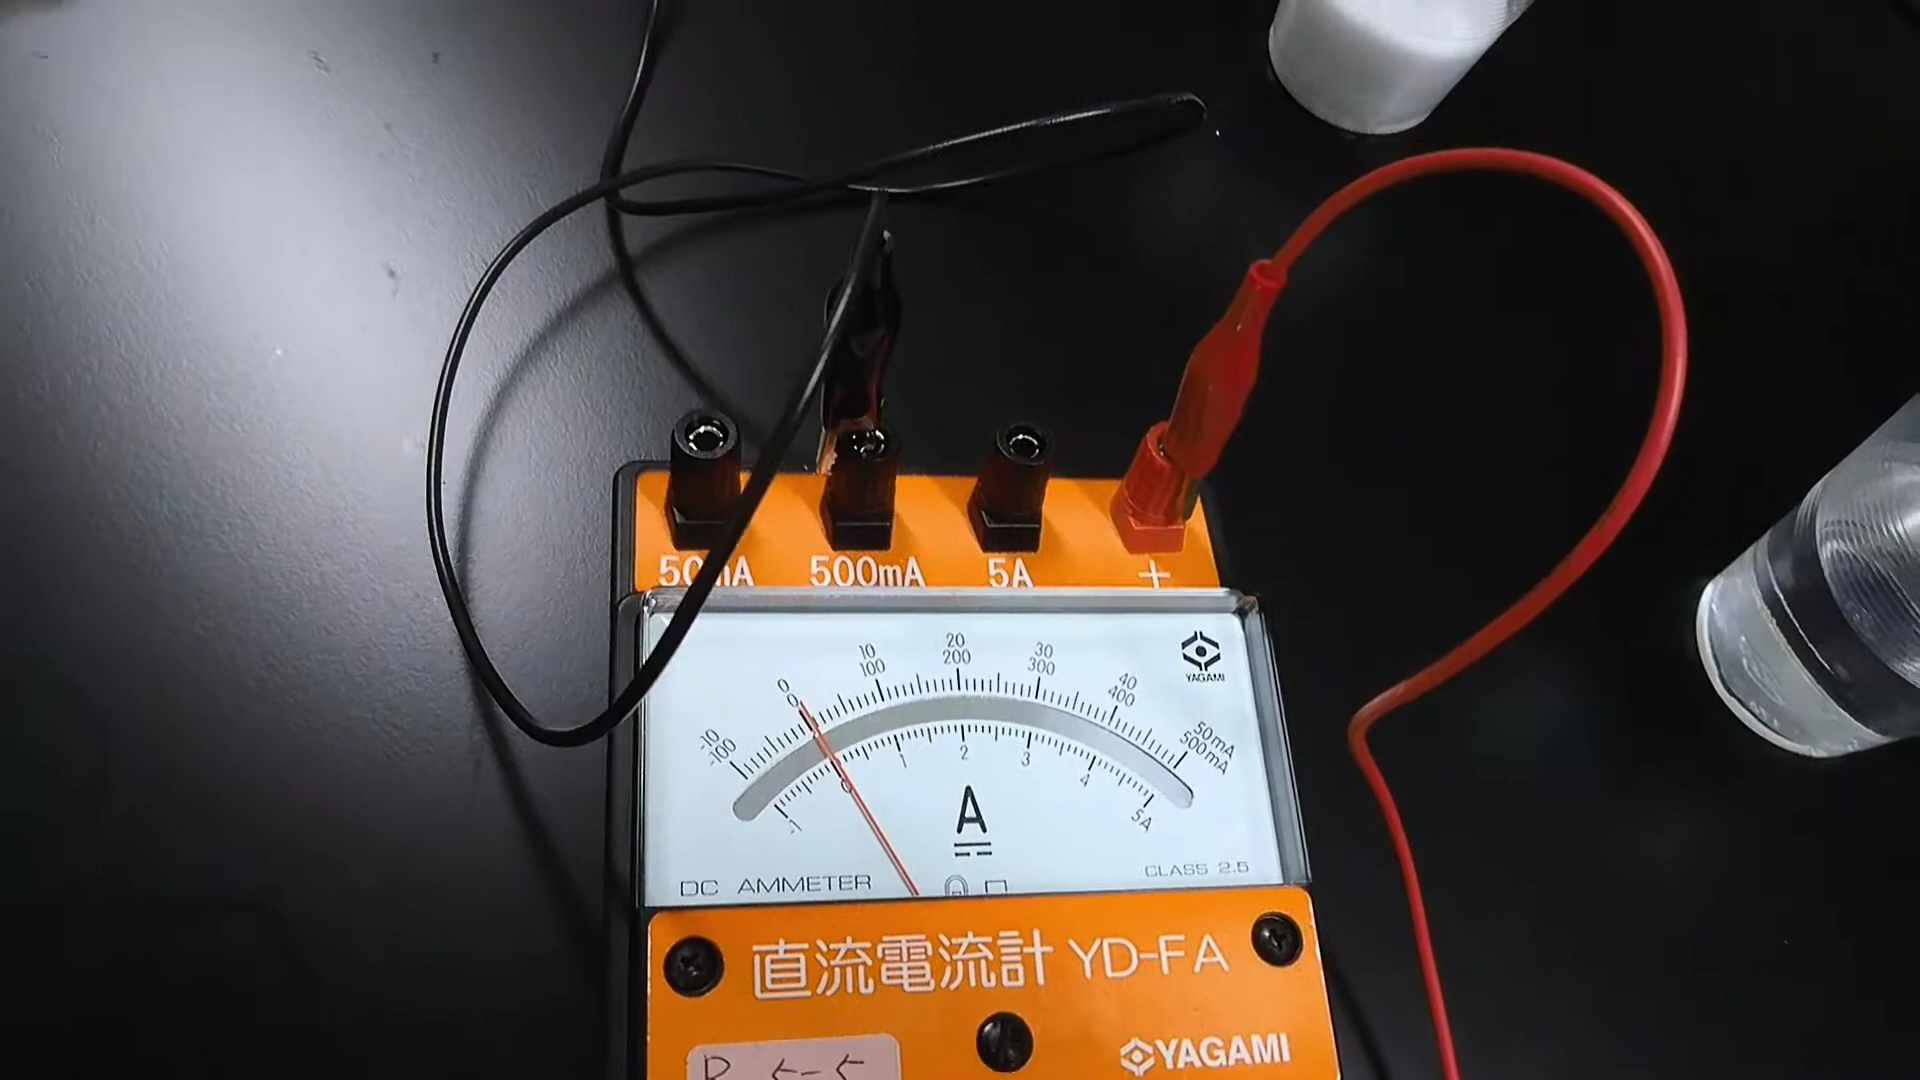 50mA 500mA 5A +
-10 0 10 20 30 40 50mA
-100 0 100 200 300 400 500mA
YAGAMI
-1 0 1 2 3 4 5A
A
DC AMMETER
CLASS 2.5
直流電流計 YD-FA
YAGAMI